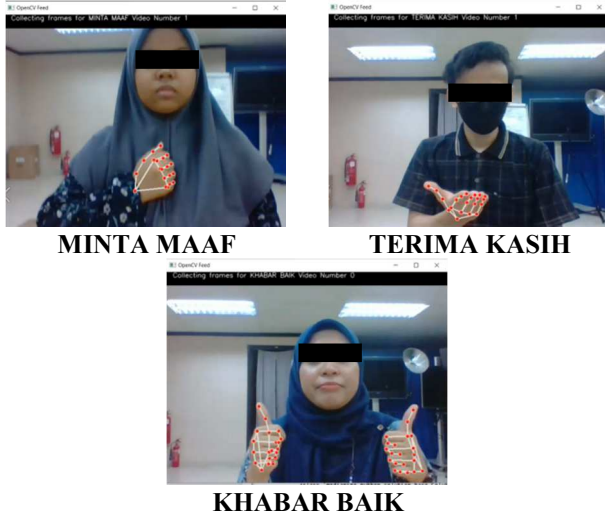 OpenCV Feed
Collecting frames for MINTA MAAF Video Number 1
OpenCV Feed
Collecting frames for TERIMA KASIH Video Number 1
MINTA MAAF
TERIMA KASIH
OpenCV Feed
Collecting frames for KHABAR BAIK Video Number 0
KHABAR BAIK